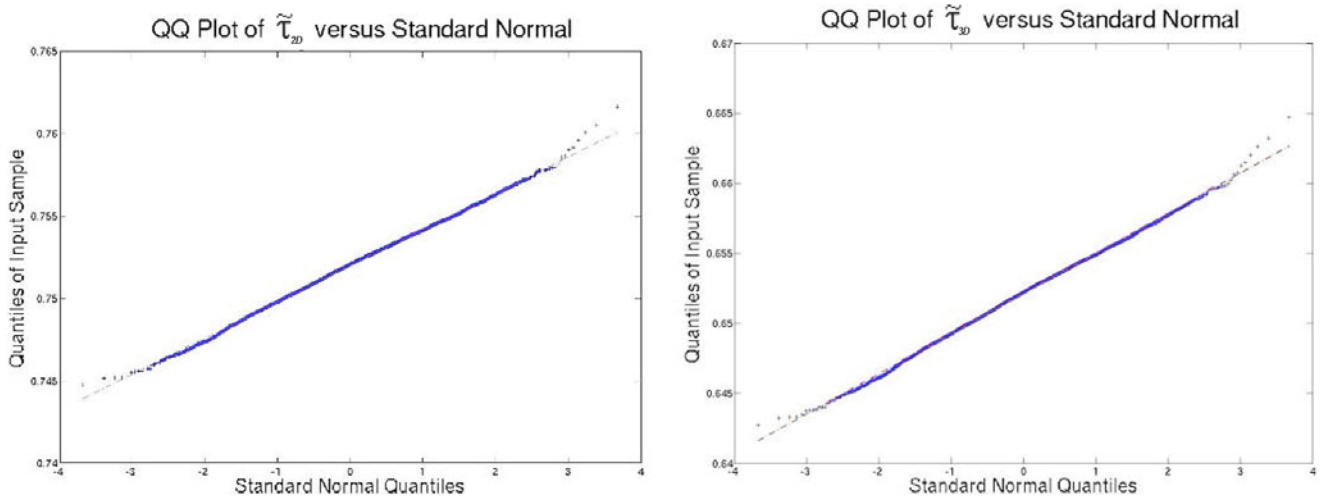 QQ Plot of τ̃2D versus Standard Normal
0.765
0.76
0.755
0.75
0.745
0.74
Quantiles of Input Sample
-4 -3 -2 -1 0 1 2 3 4
Standard Normal Quantiles
QQ Plot of τ̃3D versus Standard Normal
0.67
0.665
0.66
0.655
0.65
0.645
0.64
Quantiles of Input Sample
-4 -3 -2 -1 0 1 2 3 4
Standard Normal Quantiles